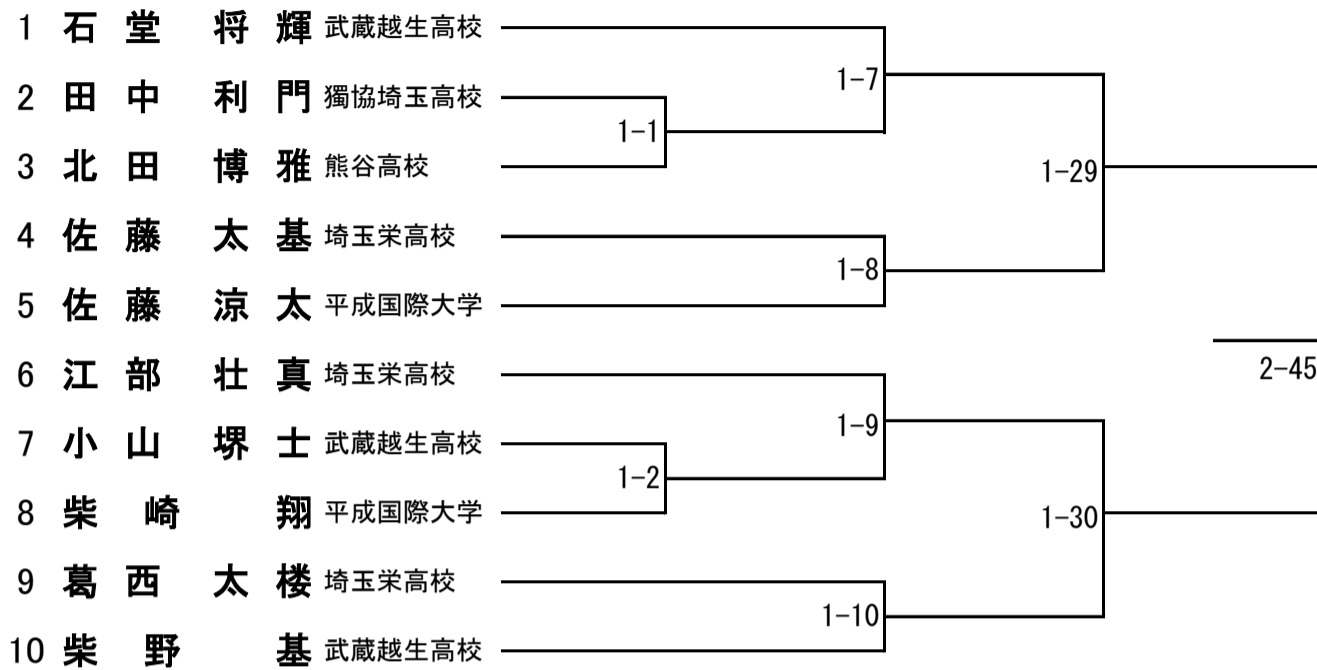 1 石堂 将輝 武蔵越生高校
1-7
2 田中 利門 獨協埼玉高校
1-1
3 北田 博雅 熊谷高校
1-29
4 佐藤 太基 埼玉栄高校
1-8
5 佐藤 涼太 平成国際大学
6 江部 壮真 埼玉栄高校
2-45
1-9
7 小山 堺士 武蔵越生高校
1-2
8 柴崎 翔 平成国際大学
1-30
9 葛西 太楼 埼玉栄高校
1-10
10 柴野 基 武蔵越生高校